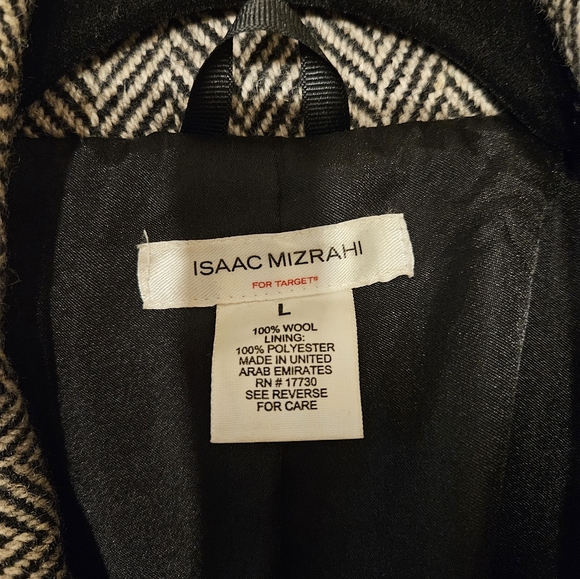 ISAAC MIZRAHI
FOR TARGET®
L
100% WOOL
LINING:
100% POLYESTER
MADE IN UNITED
ARAB EMIRATES
RN # 17730
SEE REVERSE
FOR CARE